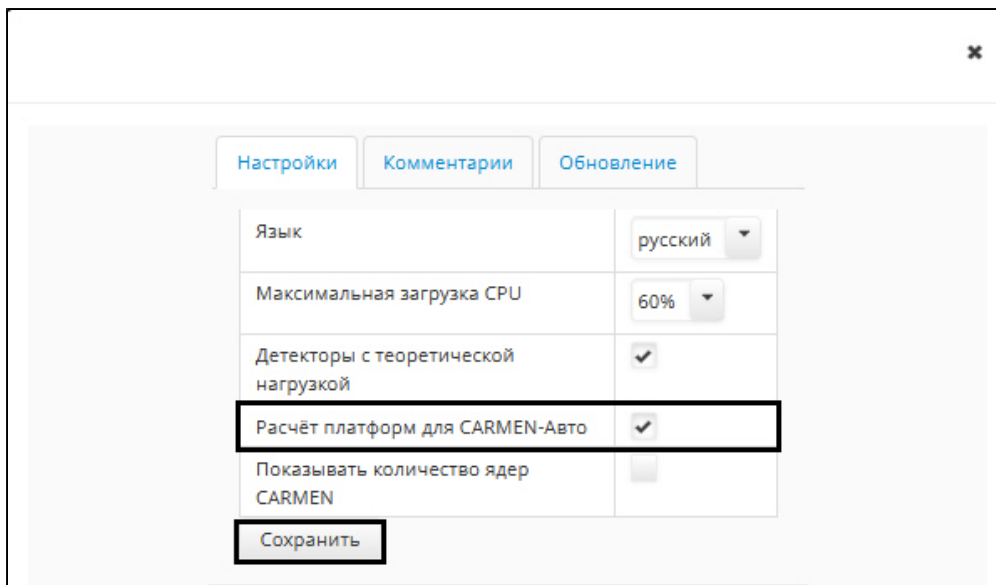 Настройки Комментарии Обновление
Язык русский
Максимальная загрузка CPU 60%
Детекторы с теоретической
нагрузкой
Расчёт платформ для CARMEN-Авто
Показывать количество ядер
CARMEN
Сохранить